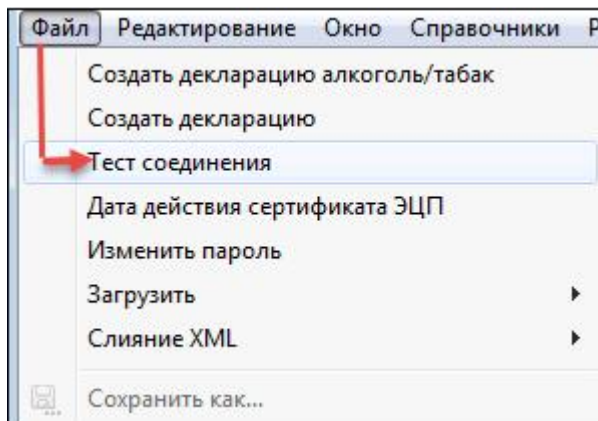 Файл Редактирование Окно Справочники Р
Создать декларацию алкоголь/табак
Создать декларацию
Тест соединения
Дата действия сертификата ЭЦП
Изменить пароль
Загрузить
Слияние XML
Сохранить как...